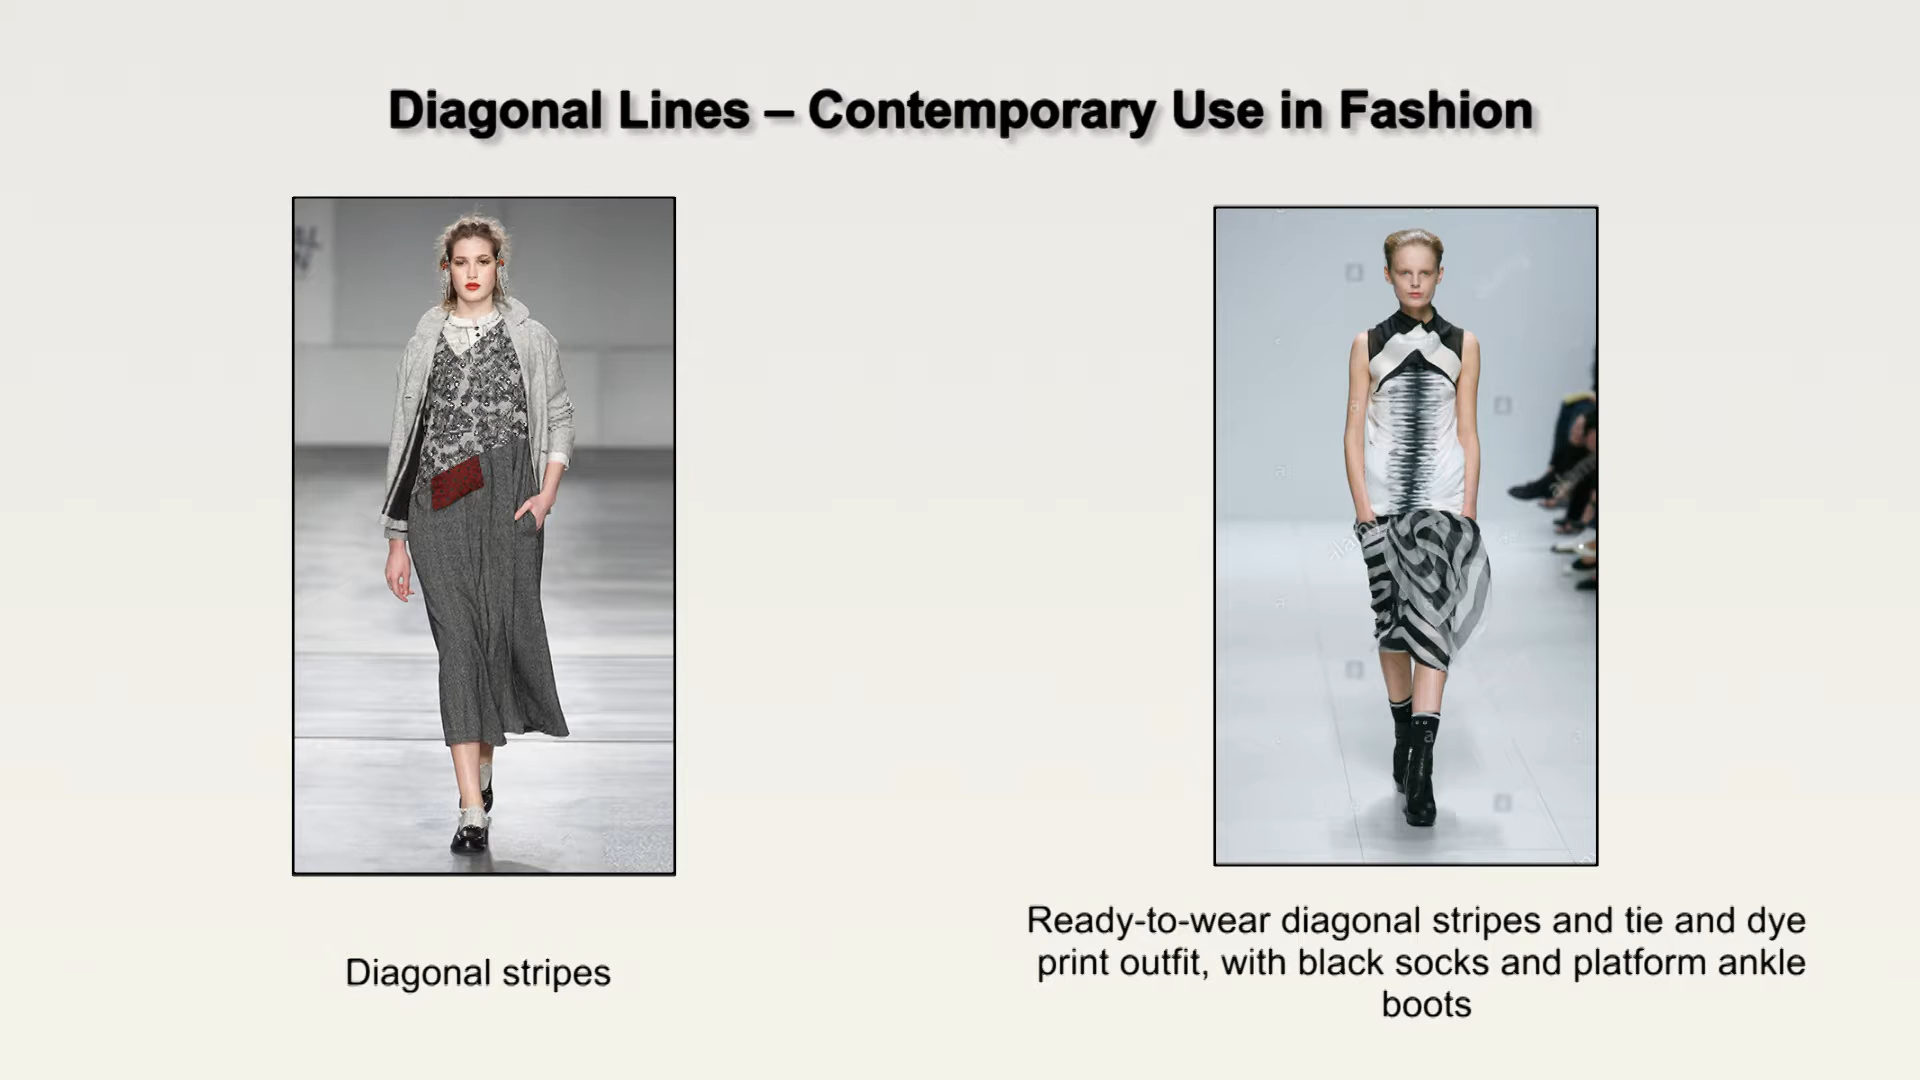 Diagonal Lines – Contemporary Use in Fashion
Diagonal stripes
Ready-to-wear diagonal stripes and tie and dye
print outfit, with black socks and platform ankle
boots
alamy
a
a
a
a
a